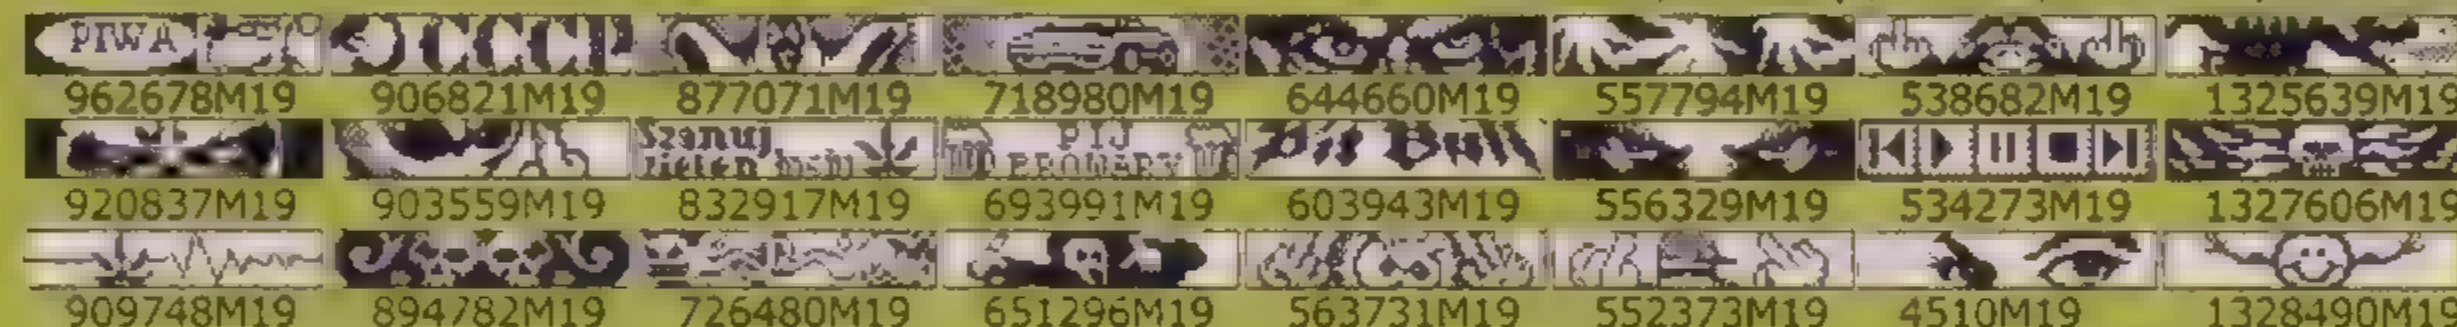 PIWA
962678M19 906821M19 877071M19 718980M19 644660M19 557794M19 538682M19 1325639M19
Szanuj PIJ Pit Bull
zieleń
920837M19 903559M19 832917M19 693991M19 603943M19 556329M19 534273M19 1327606M19
909748M19 894782M19 726480M19 651296M19 563731M19 552373M19 4510M19 1328490M19